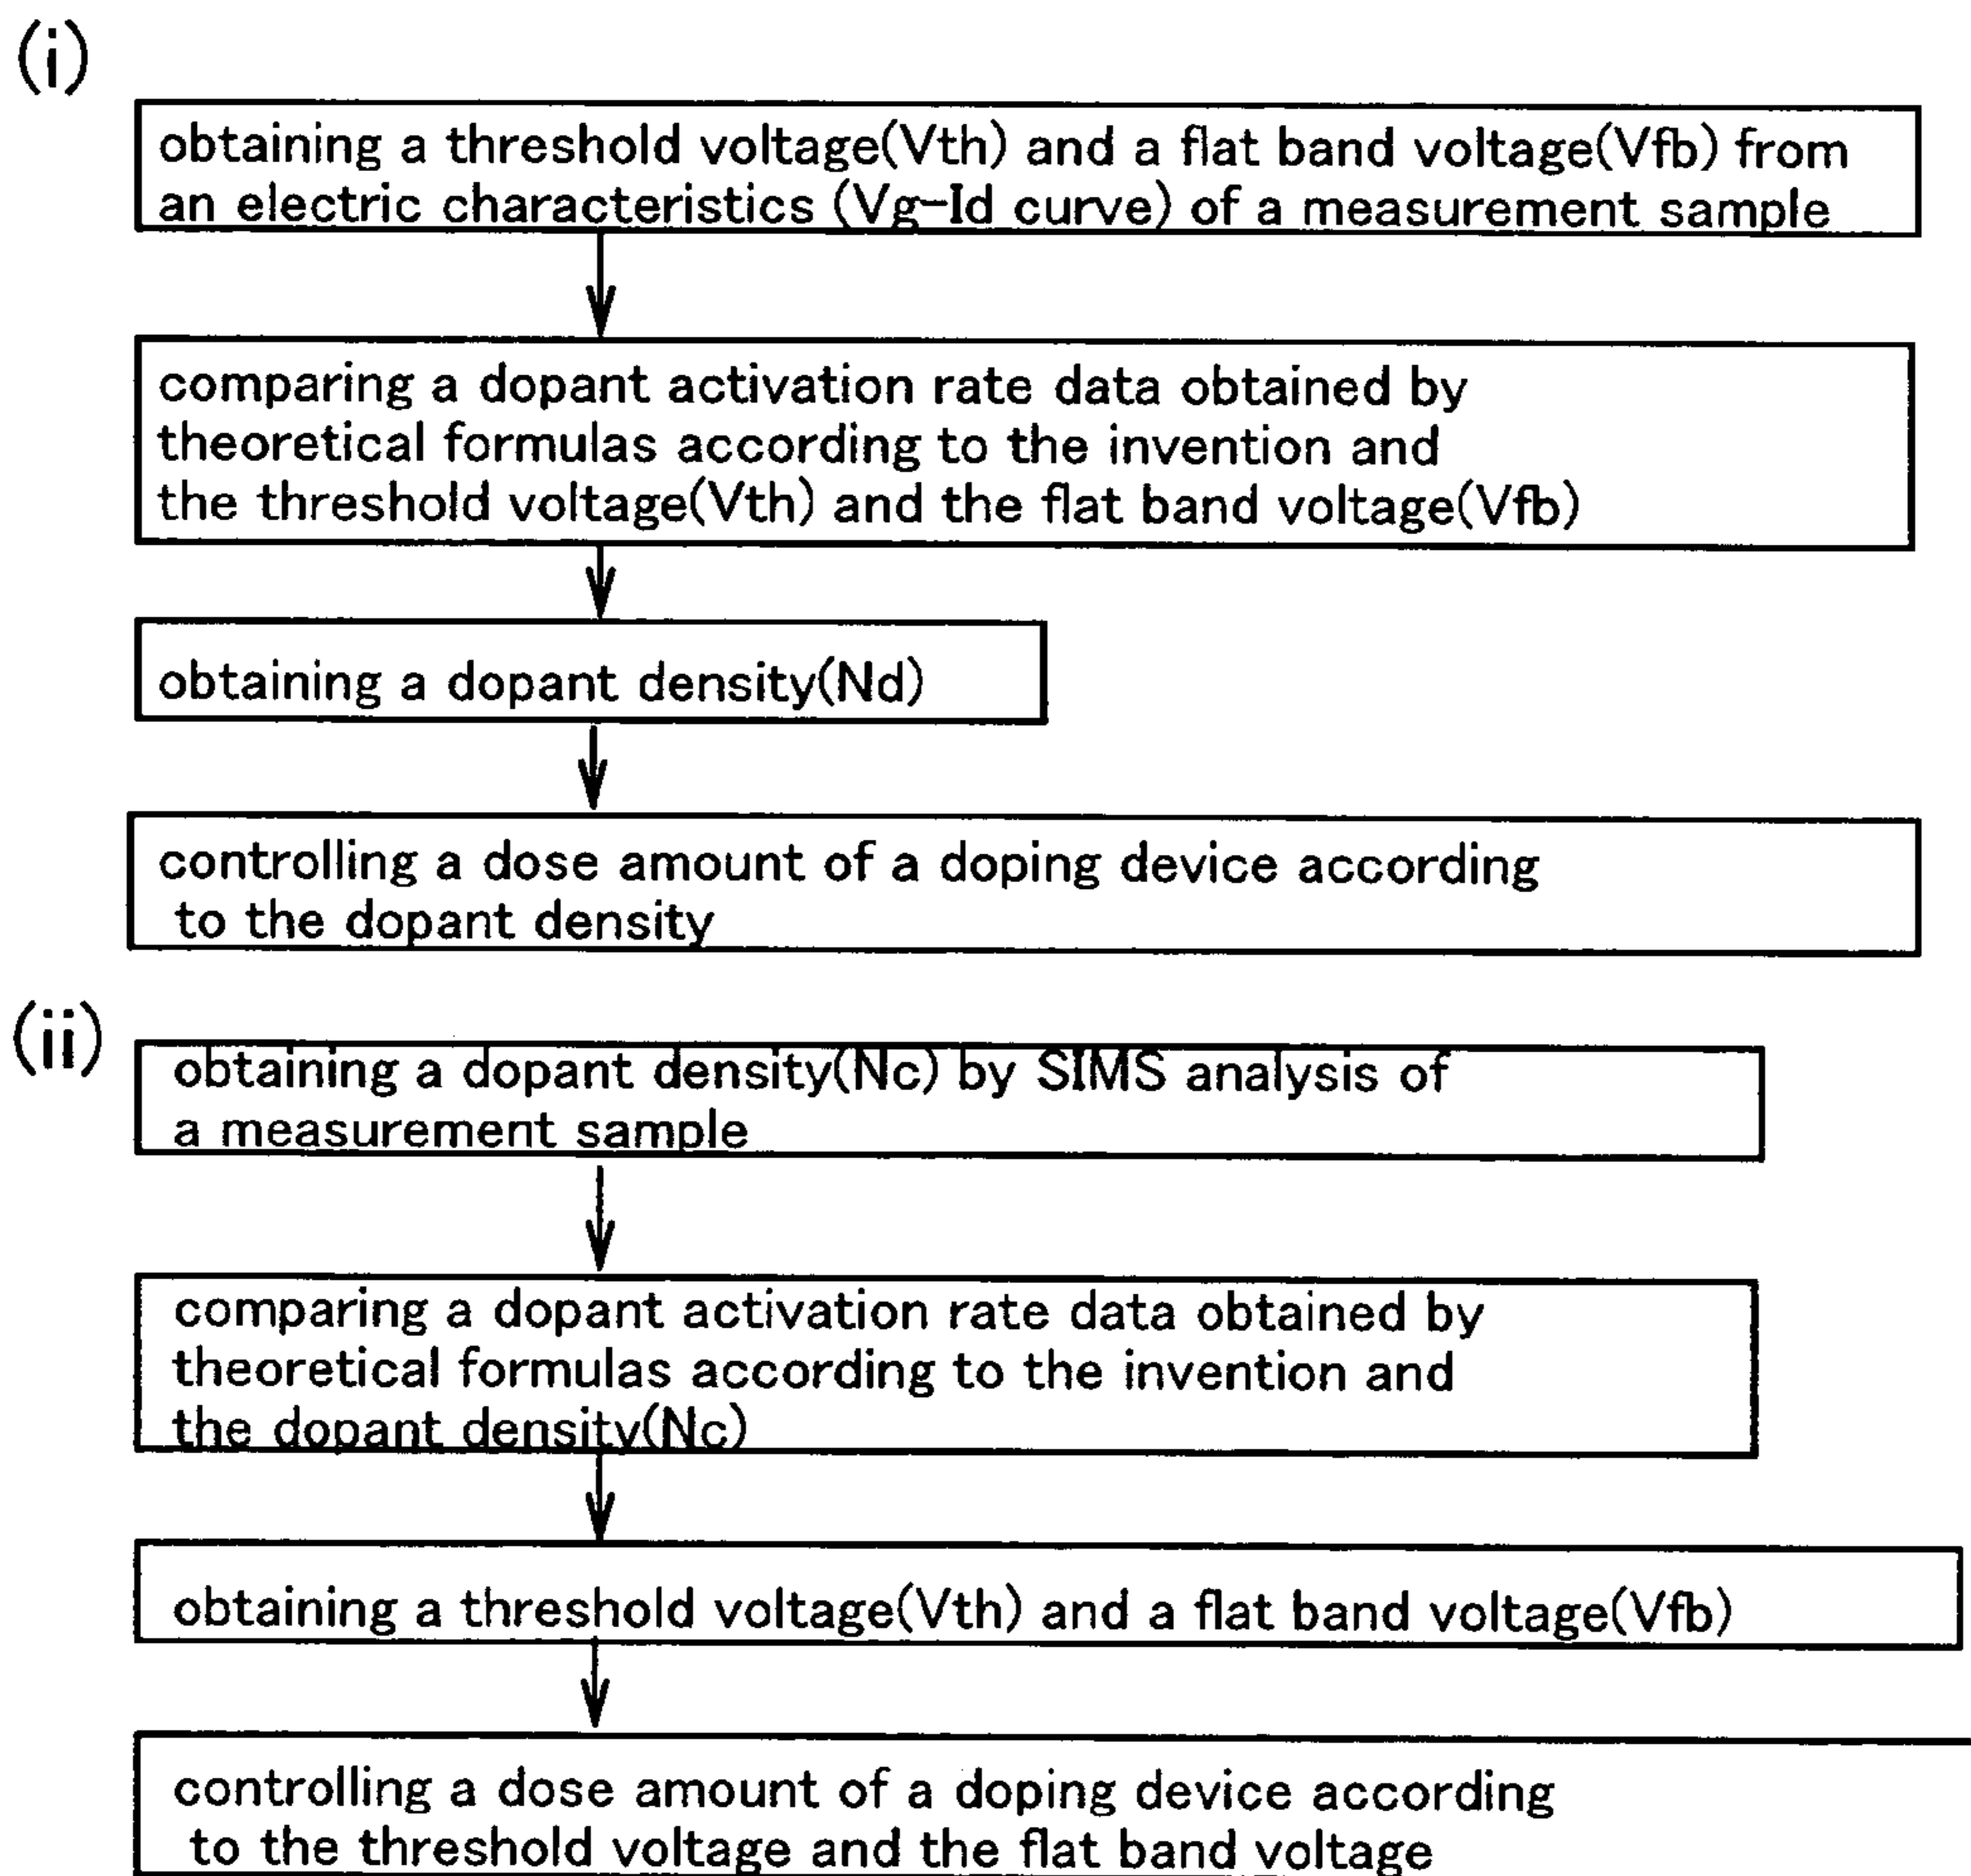 (i)
obtaining a threshold voltage(Vth) and a flat band voltage(Vfb) from
an electric characteristics (Vg-Id curve) of a measurement sample
comparing a dopant activation rate data obtained by
theoretical formulas according to the invention and
the threshold voltage(Vth) and the flat band voltage(Vfb)
obtaining a dopant density(Nd)
controlling a dose amount of a doping device according
to the dopant density
(ii)
obtaining a dopant density(Nc) by SIMS analysis of
a measurement sample
comparing a dopant activation rate data obtained by
theoretical formulas according to the invention and
the dopant density(Nc)
obtaining a threshold voltage(Vth) and a flat band voltage(Vfb)
controlling a dose amount of a doping device according
to the threshold voltage and the flat band voltage